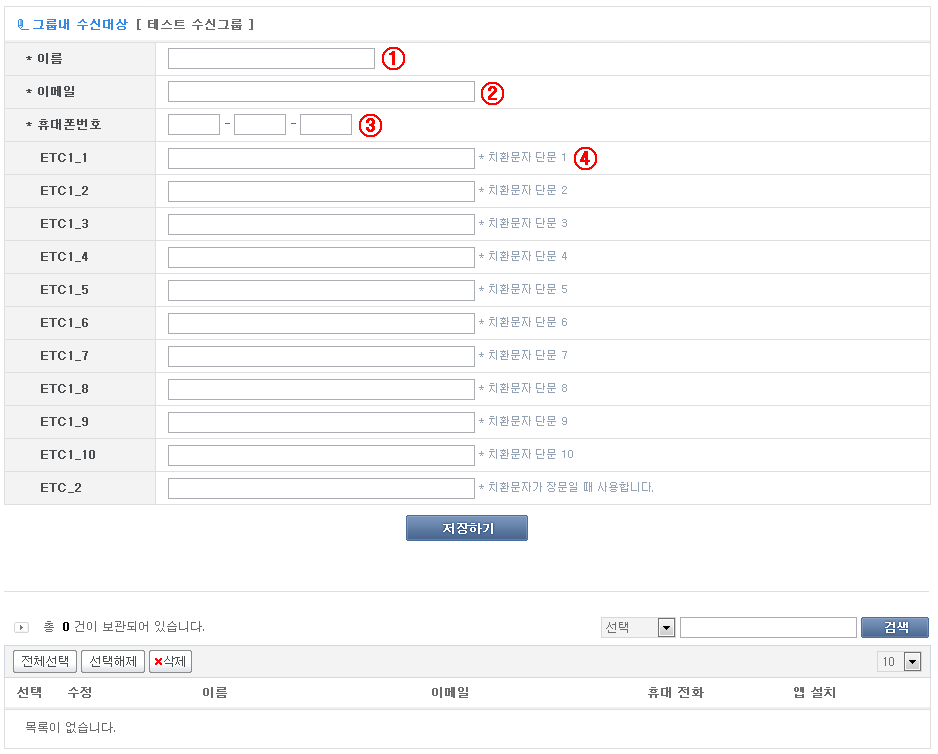 그룹내 수신대상 [ 테스트 수신그룹 ]
* 이름 ①
* 이메일 ②
* 휴대폰번호 - - ③
ETC1_1 * 치환문자 단문 1 ④
ETC1_2 * 치환문자 단문 2
ETC1_3 * 치환문자 단문 3
ETC1_4 * 치환문자 단문 4
ETC1_5 * 치환문자 단문 5
ETC1_6 * 치환문자 단문 6
ETC1_7 * 치환문자 단문 7
ETC1_8 * 치환문자 단문 8
ETC1_9 * 치환문자 단문 9
ETC1_10 * 치환문자 단문 10
ETC_2 * 치환문자가 장문일 때 사용합니다.
저장하기
총 0 건이 보관되어 있습니다. 선택 검색
전체선택 선택해제 ×삭제 10
선택 수정 이름 이메일 휴대 전화 앱 설치
목록이 없습니다.